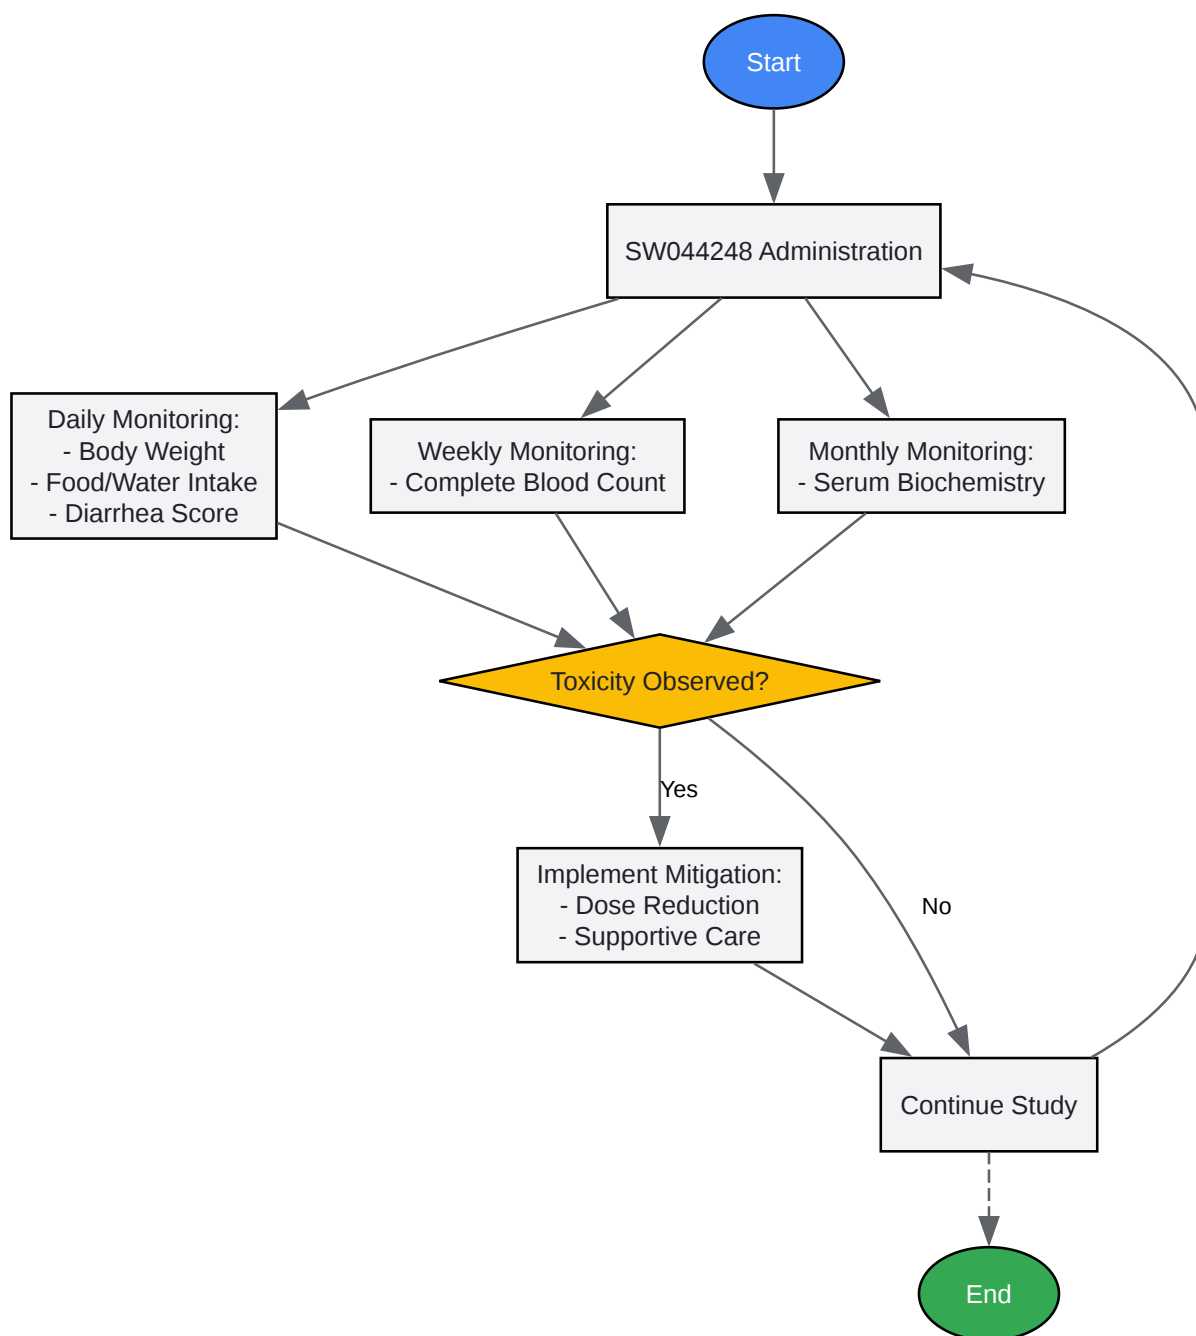 Start
SW044248 Administration
Daily Monitoring:
- Body Weight
- Food/Water Intake
- Diarrhea Score
Weekly Monitoring:
- Complete Blood Count
Monthly Monitoring:
- Serum Biochemistry
Toxicity Observed?
Yes
Implement Mitigation:
- Dose Reduction
- Supportive Care
No
Continue Study
End